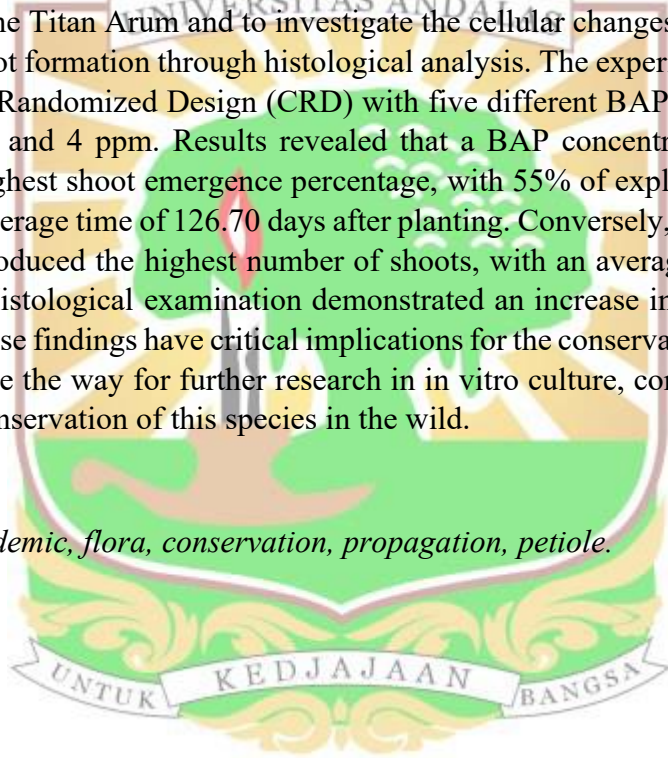 UNIVERSITAS ANDALAS
ne Titan Arum and to investigate the cellular changes
ot formation through histological analysis. The exper
Randomized Design (CRD) with five different BAP
and 4 ppm. Results revealed that a BAP concentr
ghest shoot emergence percentage, with 55% of expl
erage time of 126.70 days after planting. Conversely,
oduced the highest number of shoots, with an averag
istological examination demonstrated an increase in
se findings have critical implications for the conserva
e the way for further research in in vitro culture, con
nservation of this species in the wild.
demic, flora, conservation, propagation, petiole.
UNTUK KEDJAJAAN BANGSA